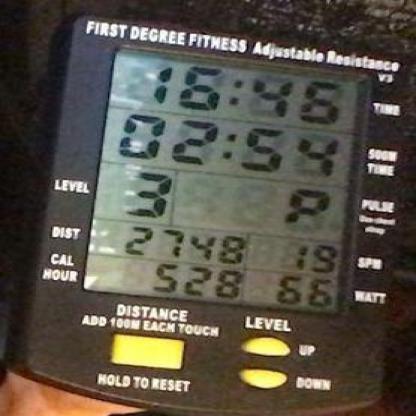 FIRST DEGREE FITNESS Adjustable Resistance
V3
16:46 TIME
02:54 500M TIME
LEVEL 3 P PULSE
DIST 2748 19 SPM
CAL HOUR 528 66 WATT
DISTANCE
ADD 100M EACH TOUCH
LEVEL
UP
HOLD TO RESET
DOWN